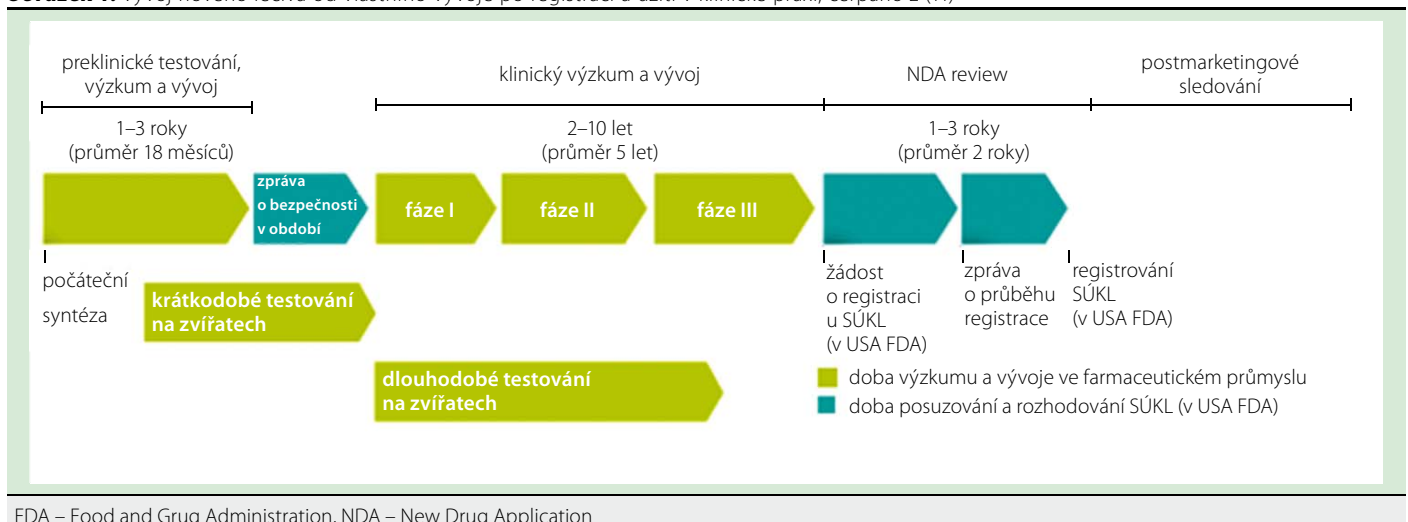 preklinické testování,
výzkum a vývoj
klinický výzkum a vývoj
NDA review
postmarketingové
sledování
1–3 roky
(průměr 18 měsíců)
2–10 let
(průměr 5 let)
1–3 roky
(průměr 2 roky)
zpráva
o bezpečnosti
v období
fáze I
fáze II
fáze III
počáteční
syntéza
krátkodobé testování
na zvířatech
dlouhodobé testování
na zvířatech
žádost
o registraci
u SÚKL
(v USA FDA)
zpráva
o průběhu
registrace
registrování
SÚKL
(v USA FDA)
doba výzkumu a vývoje ve farmaceutickém průmyslu
doba posuzování a rozhodování SÚKL (v USA FDA)
FDA – Food and Grug Administration, NDA – New Drug Application